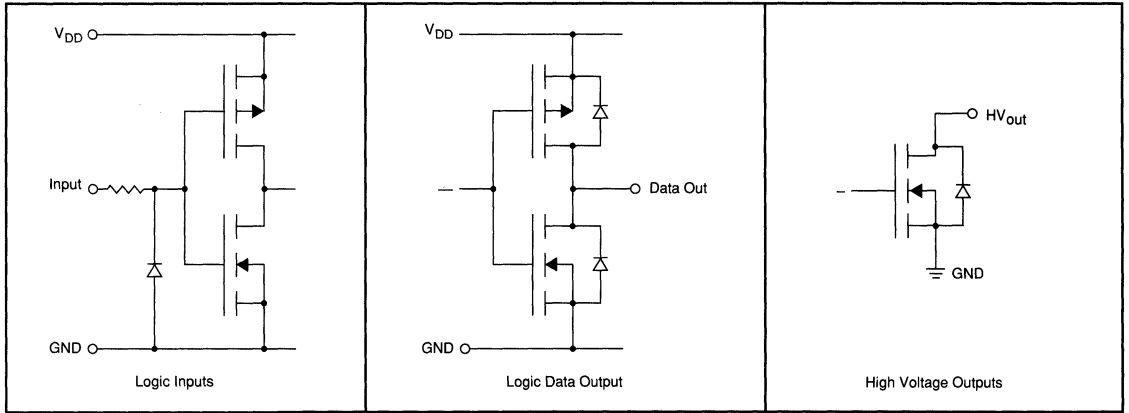 VDD
Input
GND
Logic Inputs
VDD
Data Out
GND
Logic Data Output
HVout
GND
High Voltage Outputs